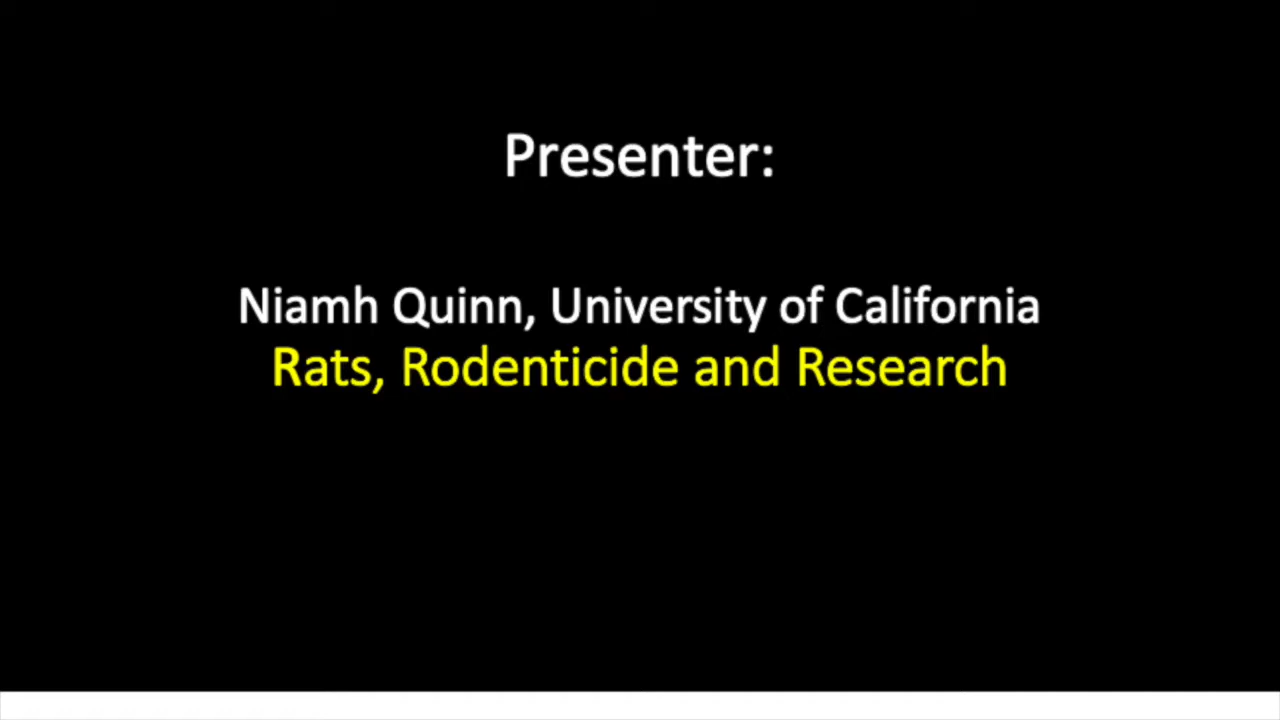 Presenter:
Niamh Quinn, University of California
Rats, Rodenticide and Research